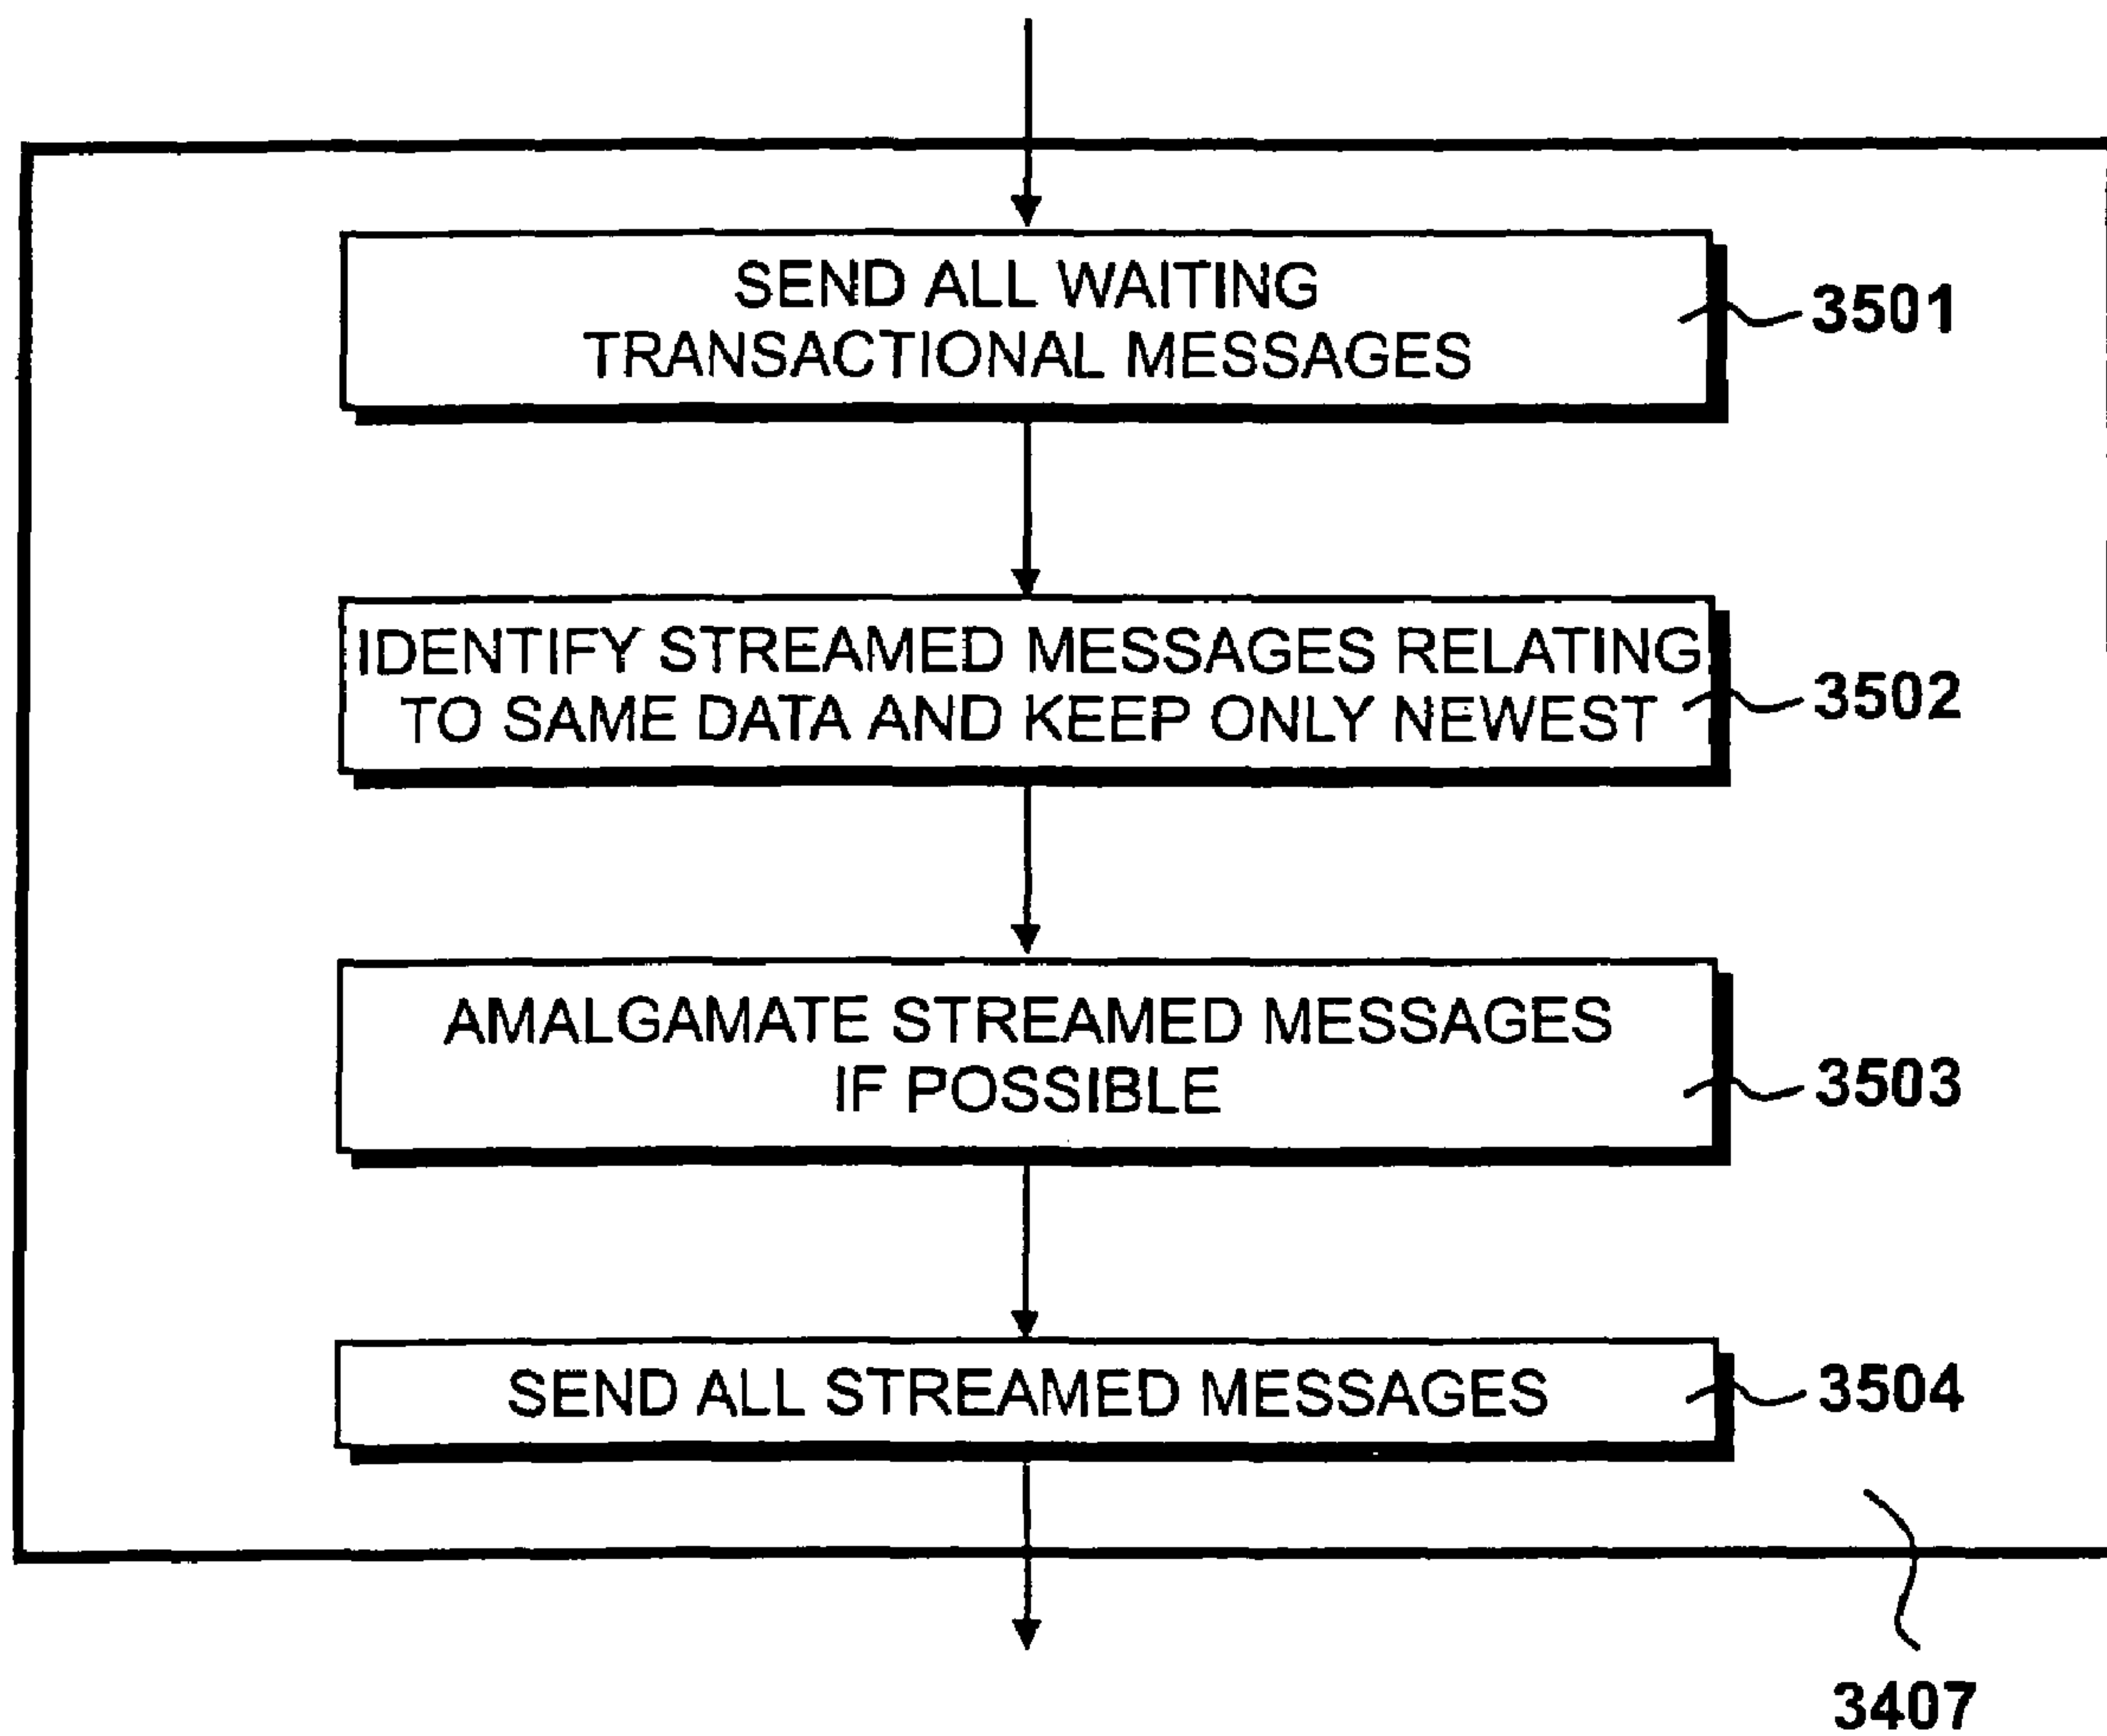 SEND ALL WAITING
TRANSACTIONAL MESSAGES
3501
IDENTIFY STREAMED MESSAGES RELATING
TO SAME DATA AND KEEP ONLY NEWEST
3502
AMALGAMATE STREAMED MESSAGES
IF POSSIBLE
3503
SEND ALL STREAMED MESSAGES
3504
3407